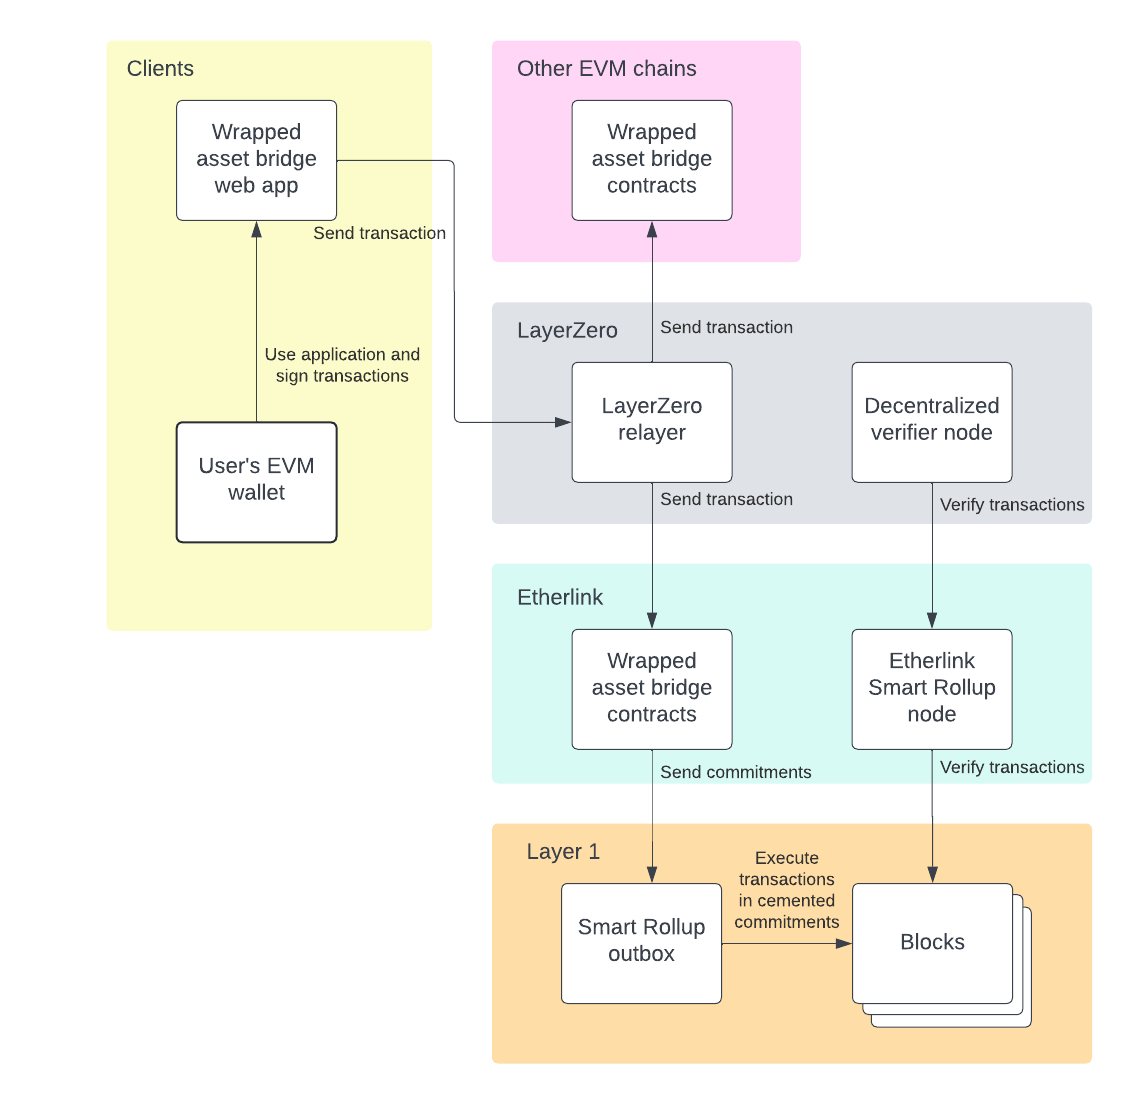 Clients
Wrapped
asset bridge
web app
Send transaction
Use application and
sign transactions
User's EVM
wallet
Other EVM chains
Wrapped
asset bridge
contracts
Send transaction
LayerZero
LayerZero
relayer
Decentralized
verifier node
Send transaction
Verify transactions
Etherlink
Wrapped
asset bridge
contracts
Etherlink
Smart Rollup
node
Send commitments
Verify transactions
Layer 1
Smart Rollup
outbox
Execute
transactions
in cemented
commitments
Blocks